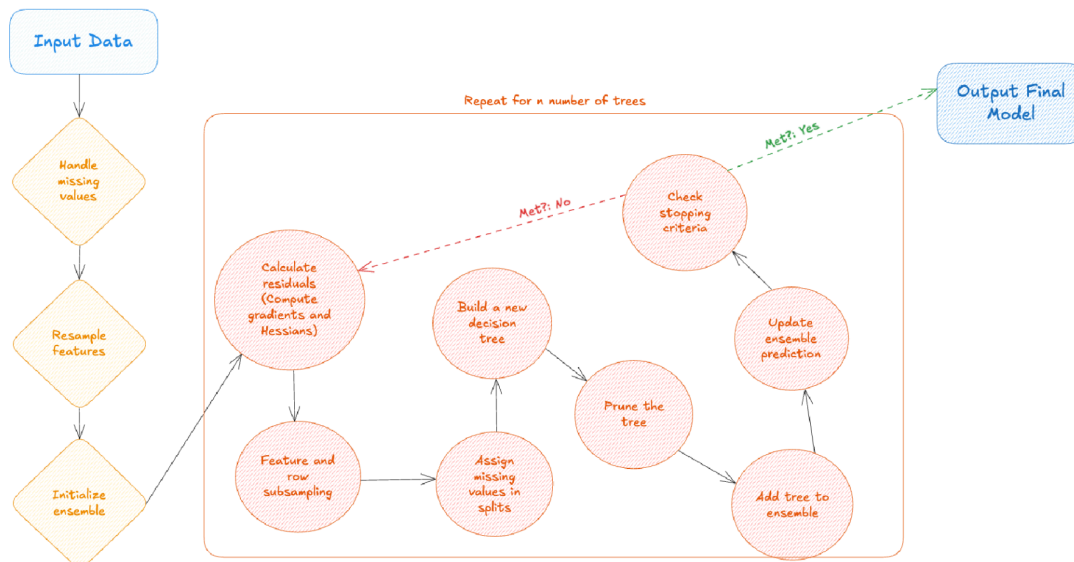 Input Data
Handle
missing
values
Resample
features
Initialize
ensemble
Repeat for n number of trees
Calculate
residuals
(Compute
gradients and
Hessians)
Feature and
row
subsampling
Assign
missing
values in
splits
Build a new
decision
tree
Prune the
tree
Add tree to
ensemble
Update
ensemble
prediction
Check
stopping
criteria
Met?: No
Met?: Yes
Output Final
Model